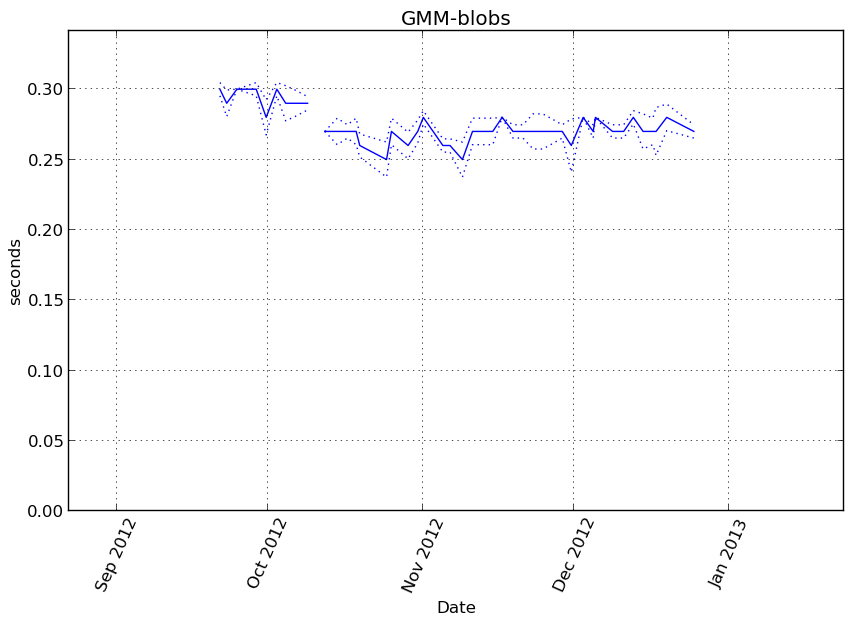 GMM-blobs
0.30
0.25
0.20
0.15
0.10
0.05
0.00
seconds
Sep 2012
Oct 2012
Nov 2012
Dec 2012
Jan 2013
Date